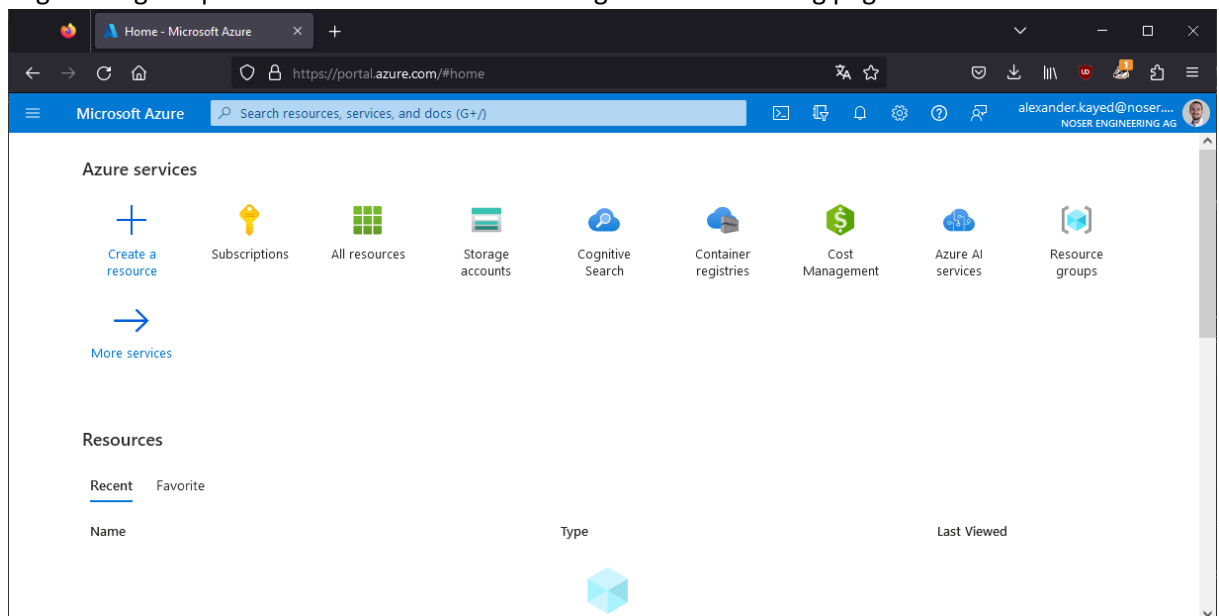 Home - Microsoft Azure
https://portal.azure.com/#home
Microsoft Azure
Search resources, services, and docs (G+/)
alexander.kayed@noser....
NOSER ENGINEERING AG
Azure services
Create a resource
Subscriptions
All resources
Storage accounts
Cognitive Search
Container registries
Cost Management
Azure AI services
Resource groups
More services
Resources
Recent Favorite
Name Type Last Viewed